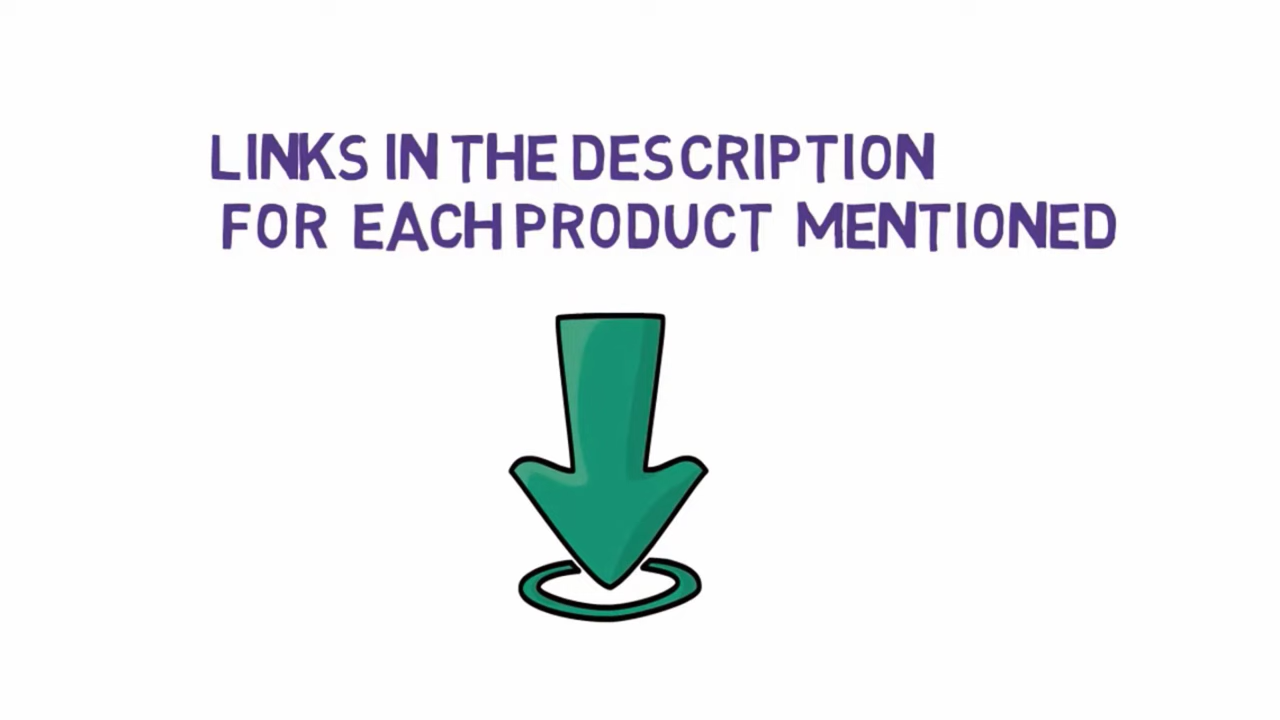 LINKS IN THE DESCRIPTION
FOR EACH PRODUCT MENTIONED